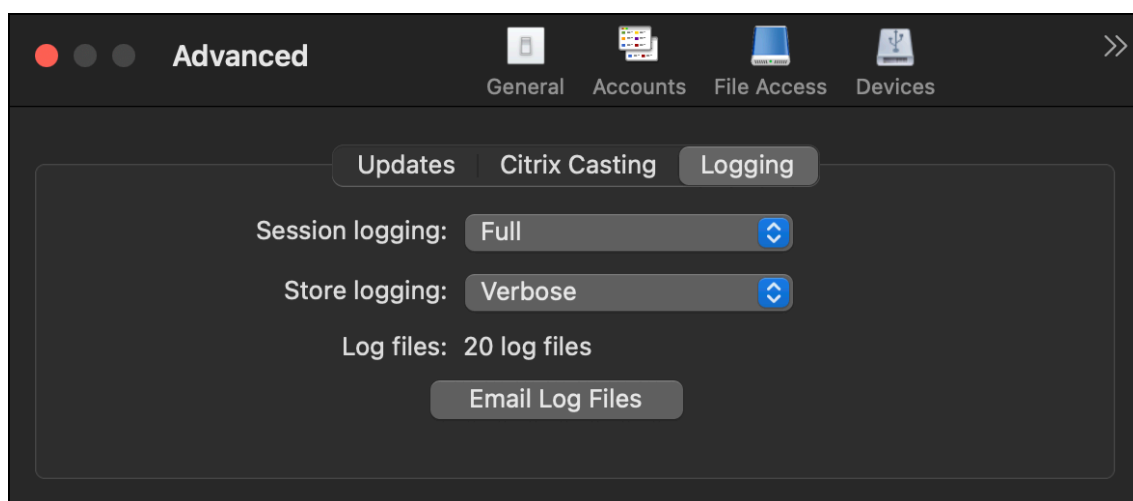 Advanced
General Accounts File Access Devices
Updates Citrix Casting Logging
Session logging: Full
Store logging: Verbose
Log files: 20 log files
Email Log Files